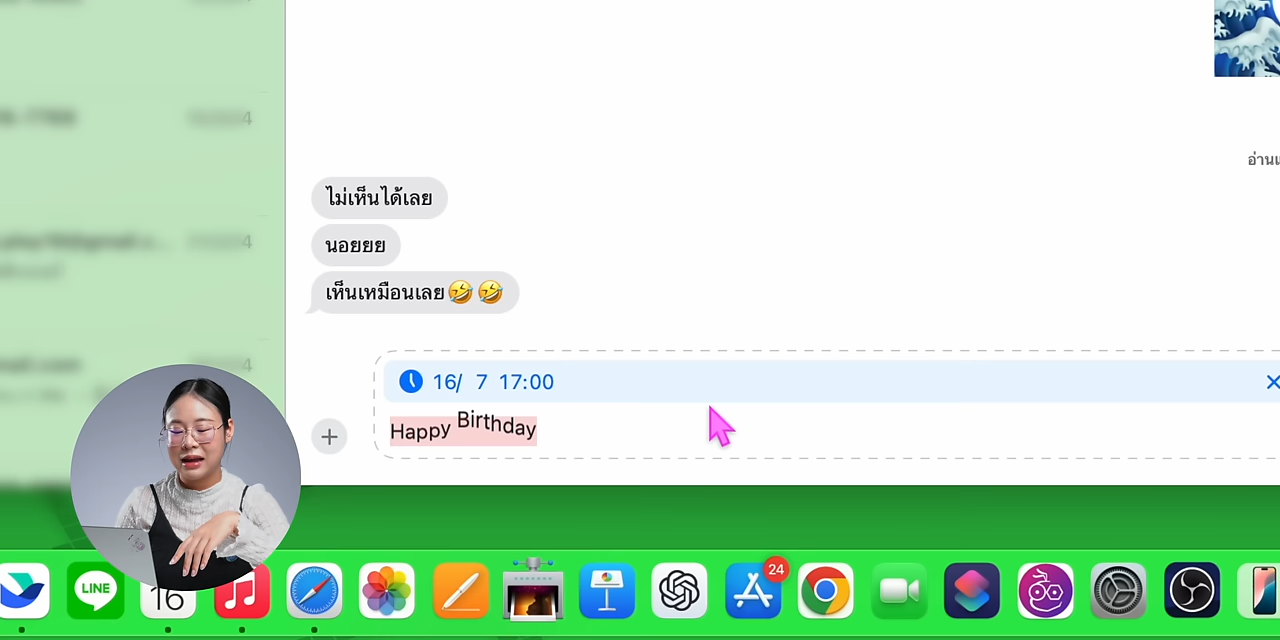 อ่านแ
ไม่เห็นได้เลย
นอยยย
เห็นเหมือนเลย🤣🤣
16/ 7 17:00
Happy Birthday
LINE
16
24